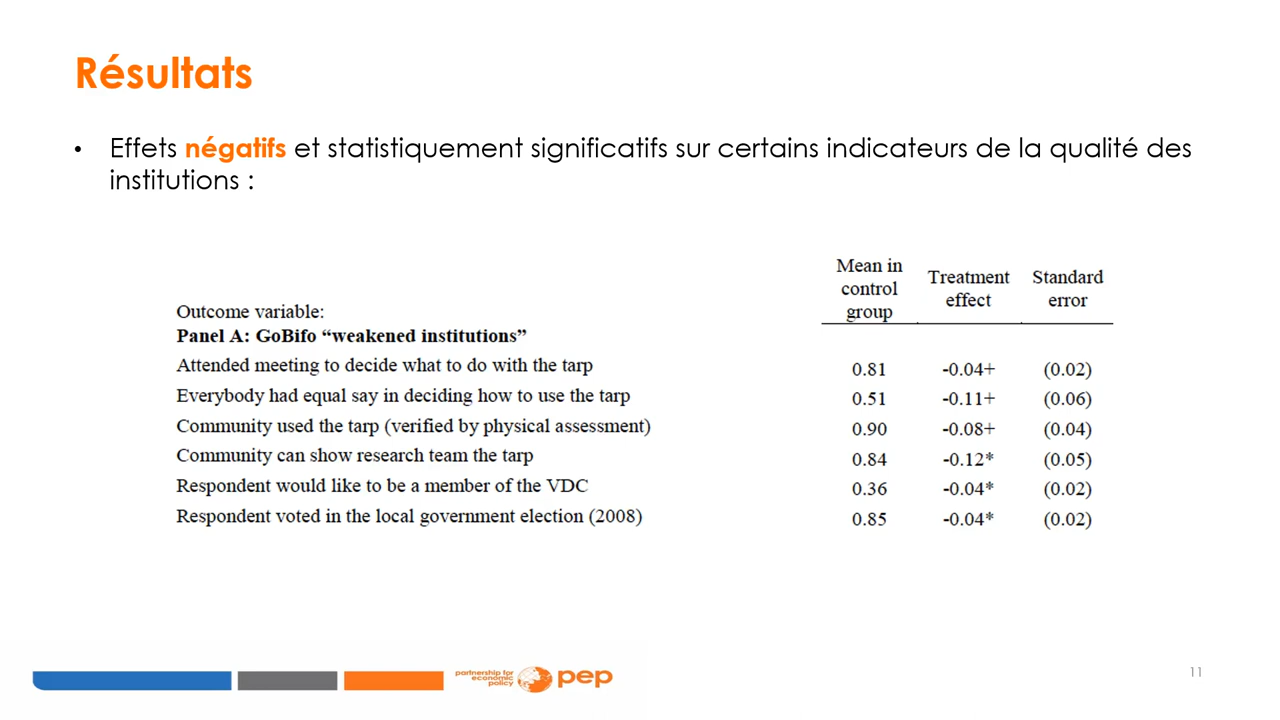 Résultats
• Effets négatifs et statistiquement significatifs sur certains indicateurs de la qualité des
institutions :
Mean in
control
group
Treatment
effect
Standard
error
Outcome variable:
Panel A: GoBifo “weakened institutions”
Attended meeting to decide what to do with the tarp 0.81 -0.04+ (0.02)
Everybody had equal say in deciding how to use the tarp 0.51 -0.11+ (0.06)
Community used the tarp (verified by physical assessment) 0.90 -0.08+ (0.04)
Community can show research team the tarp 0.84 -0.12* (0.05)
Respondent would like to be a member of the VDC 0.36 -0.04* (0.02)
Respondent voted in the local government election (2008) 0.85 -0.04* (0.02)
partnership for
economic
policy
pep
11